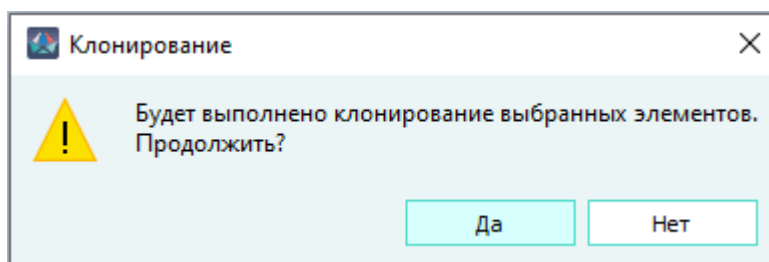 Клонирование
Будет выполнено клонирование выбранных элементов.
Продолжить?
Да Нет